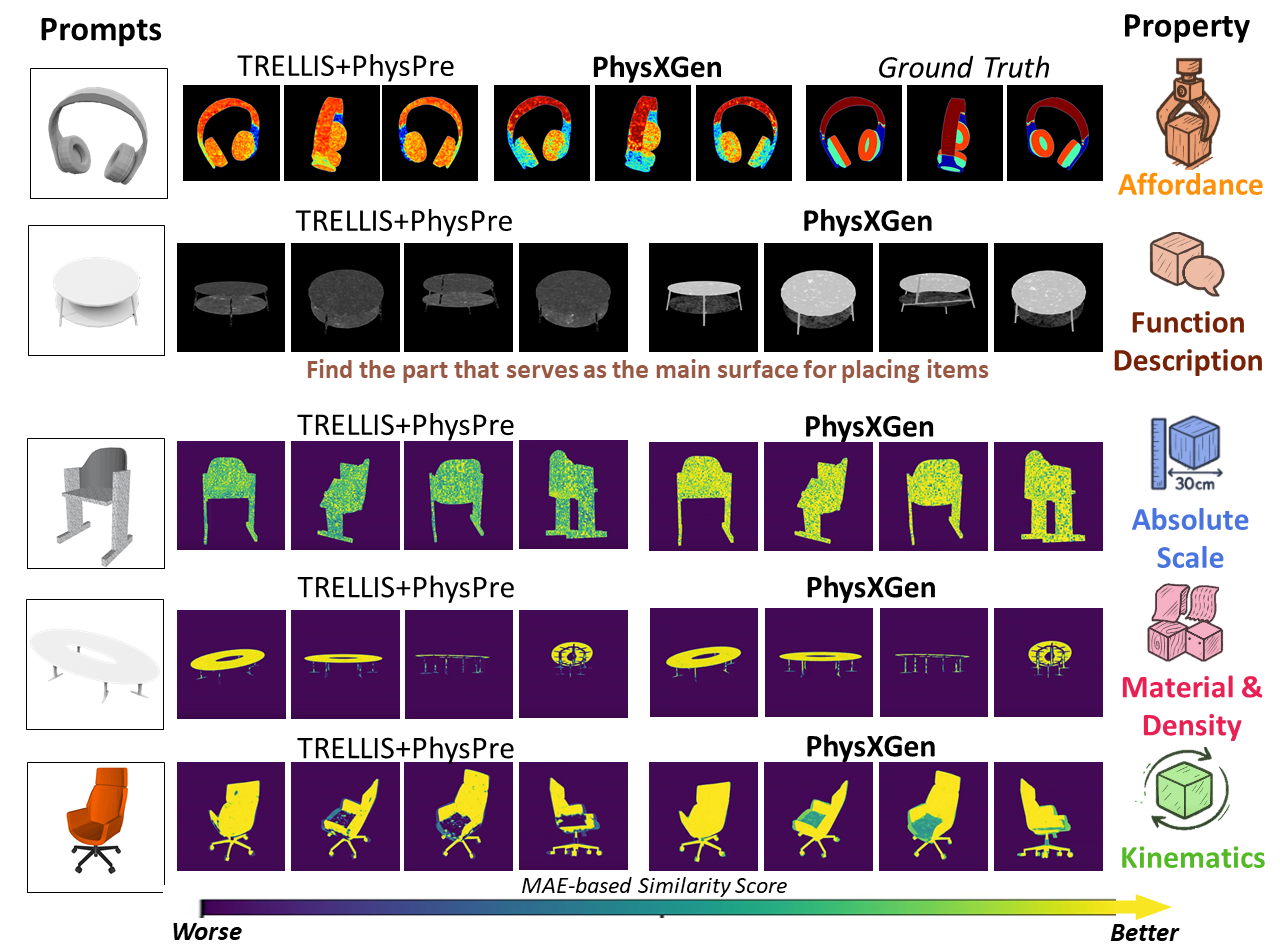 Prompts
Property
TRELLIS+PhysPre
PhysXGen
Ground Truth
Affordance
TRELLIS+PhysPre
PhysXGen
Function
Description
Find the part that serves as the main surface for placing items
TRELLIS+PhysPre
PhysXGen
30cm
Absolute
Scale
TRELLIS+PhysPre
PhysXGen
Material &
Density
TRELLIS+PhysPre
PhysXGen
Kinematics
MAE-based Similarity Score
Worse
Better